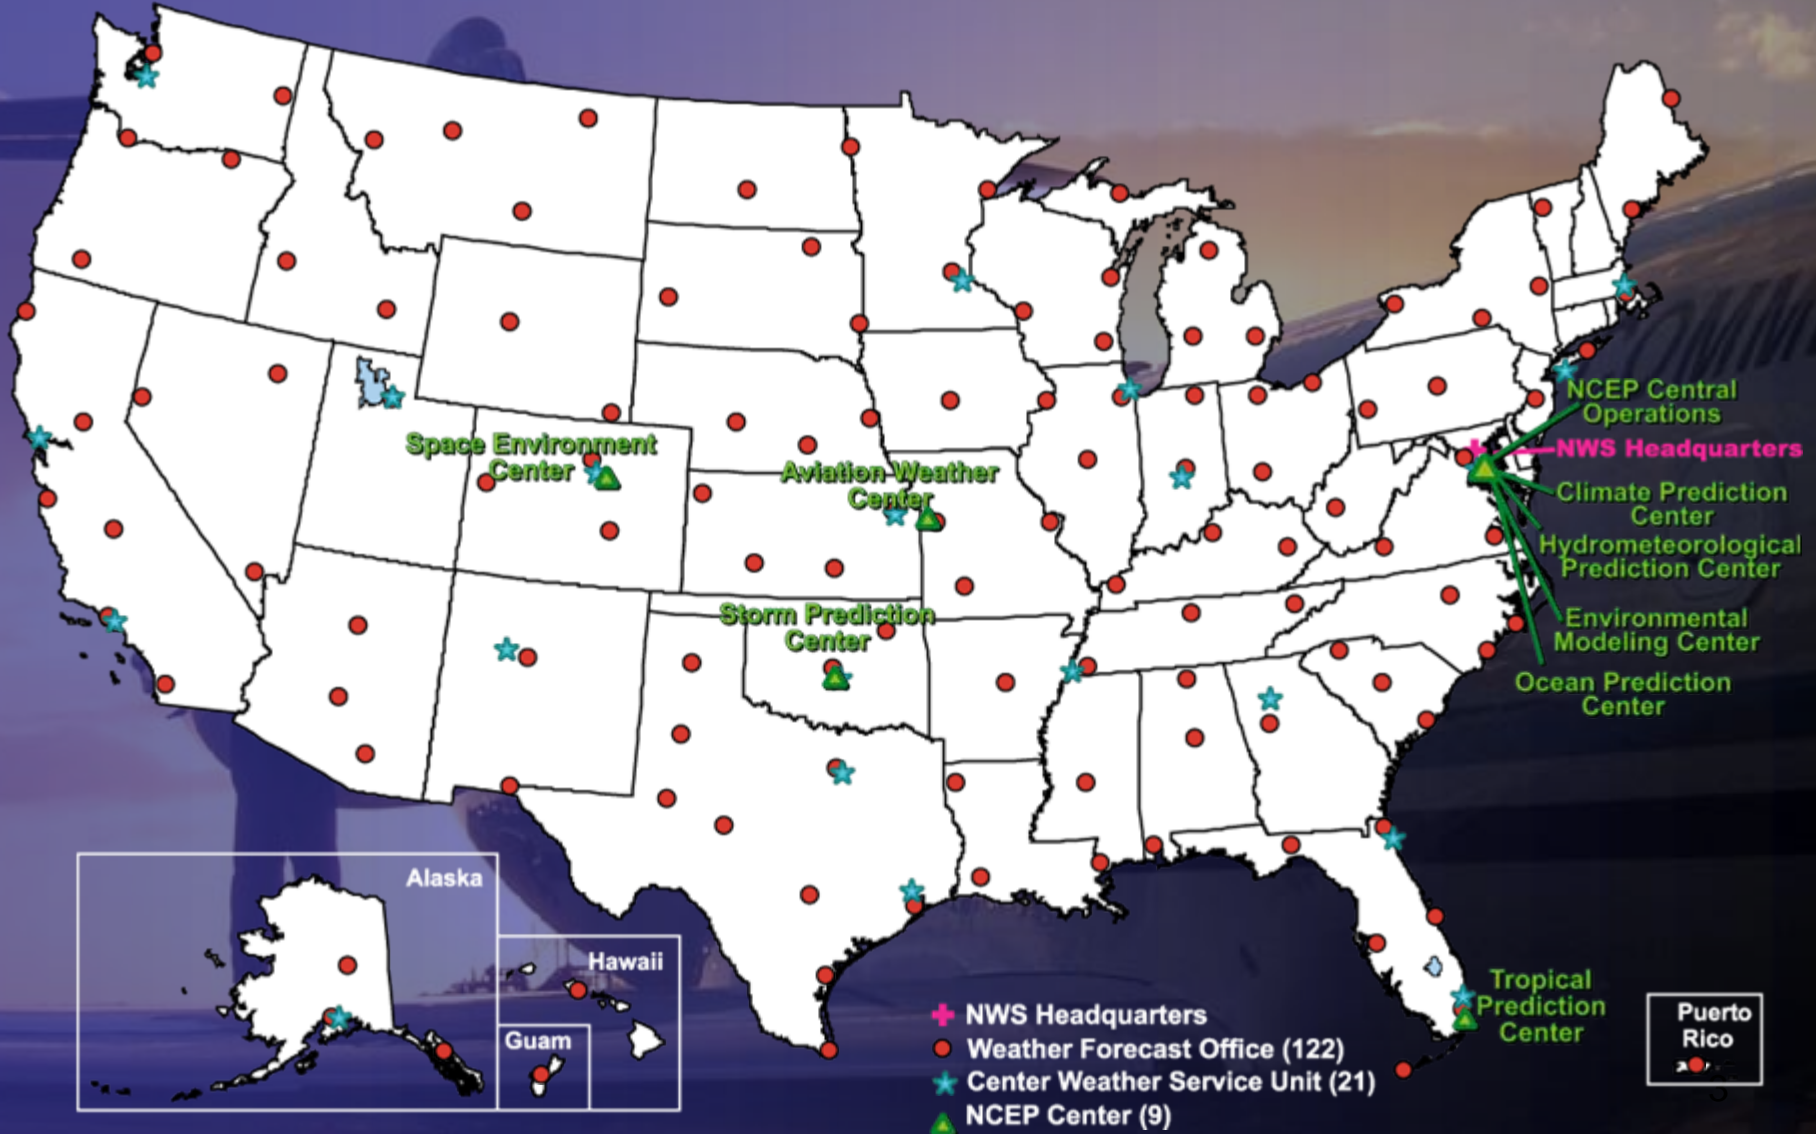 NCEP Central
Operations
NWS Headquarters
Space Environment
Center
Aviation Weather
Center
Climate Prediction
Center
Hydrometeorological
Prediction Center
Storm Prediction
Center
Environmental
Modeling Center
Ocean Prediction
Center
Alaska
Hawaii
Guam
Tropical
Prediction
Center
Puerto
Rico
NWS Headquarters
Weather Forecast Office (122)
Center Weather Service Unit (21)
NCEP Center (9)